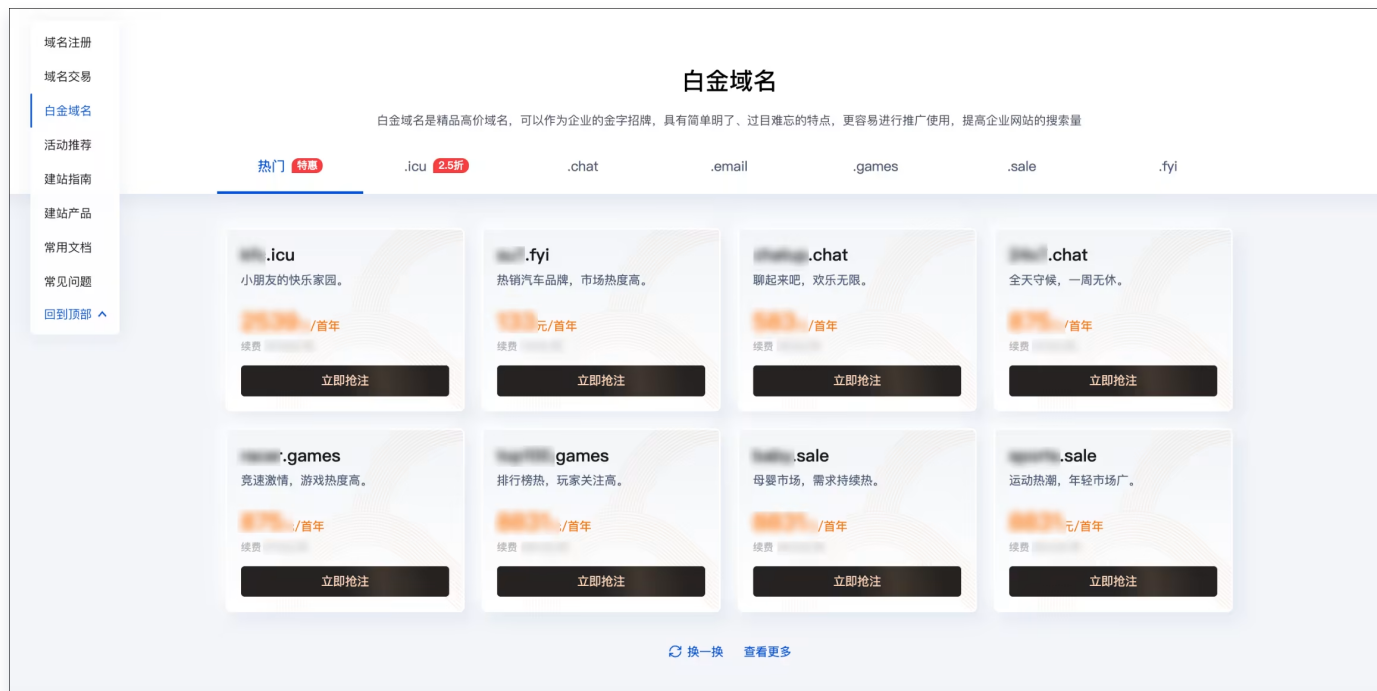 域名注册
域名交易
白金域名
活动推荐
建站指南
建站产品
常用文档
常见问题
回到顶部
白金域名
白金域名是精品高价域名，可以作为企业的金字招牌，具有简单明了、过目难忘的特点，更容易进行推广使用，提高企业网站的搜索量
热门 特惠 .icu 2.5折 .chat .email .games .sale .fyi
.icu .fyi .chat .chat
小朋友的快乐家园。 热销汽车品牌，市场热度高。 聊起来吧，欢乐无限。 全天守候，一周无休。
/首年 元/首年 /首年 /首年
续费 续费 续费 续费
立即抢注 立即抢注 立即抢注 立即抢注
.games .games .sale .sale
竞速激情，游戏热度高。 排行榜热，玩家关注高。 母婴市场，需求持续热。 运动热潮，年轻市场广。
/首年 /首年 /首年 元/首年
续费 续费 续费 续费
立即抢注 立即抢注 立即抢注 立即抢注
换一换 查看更多